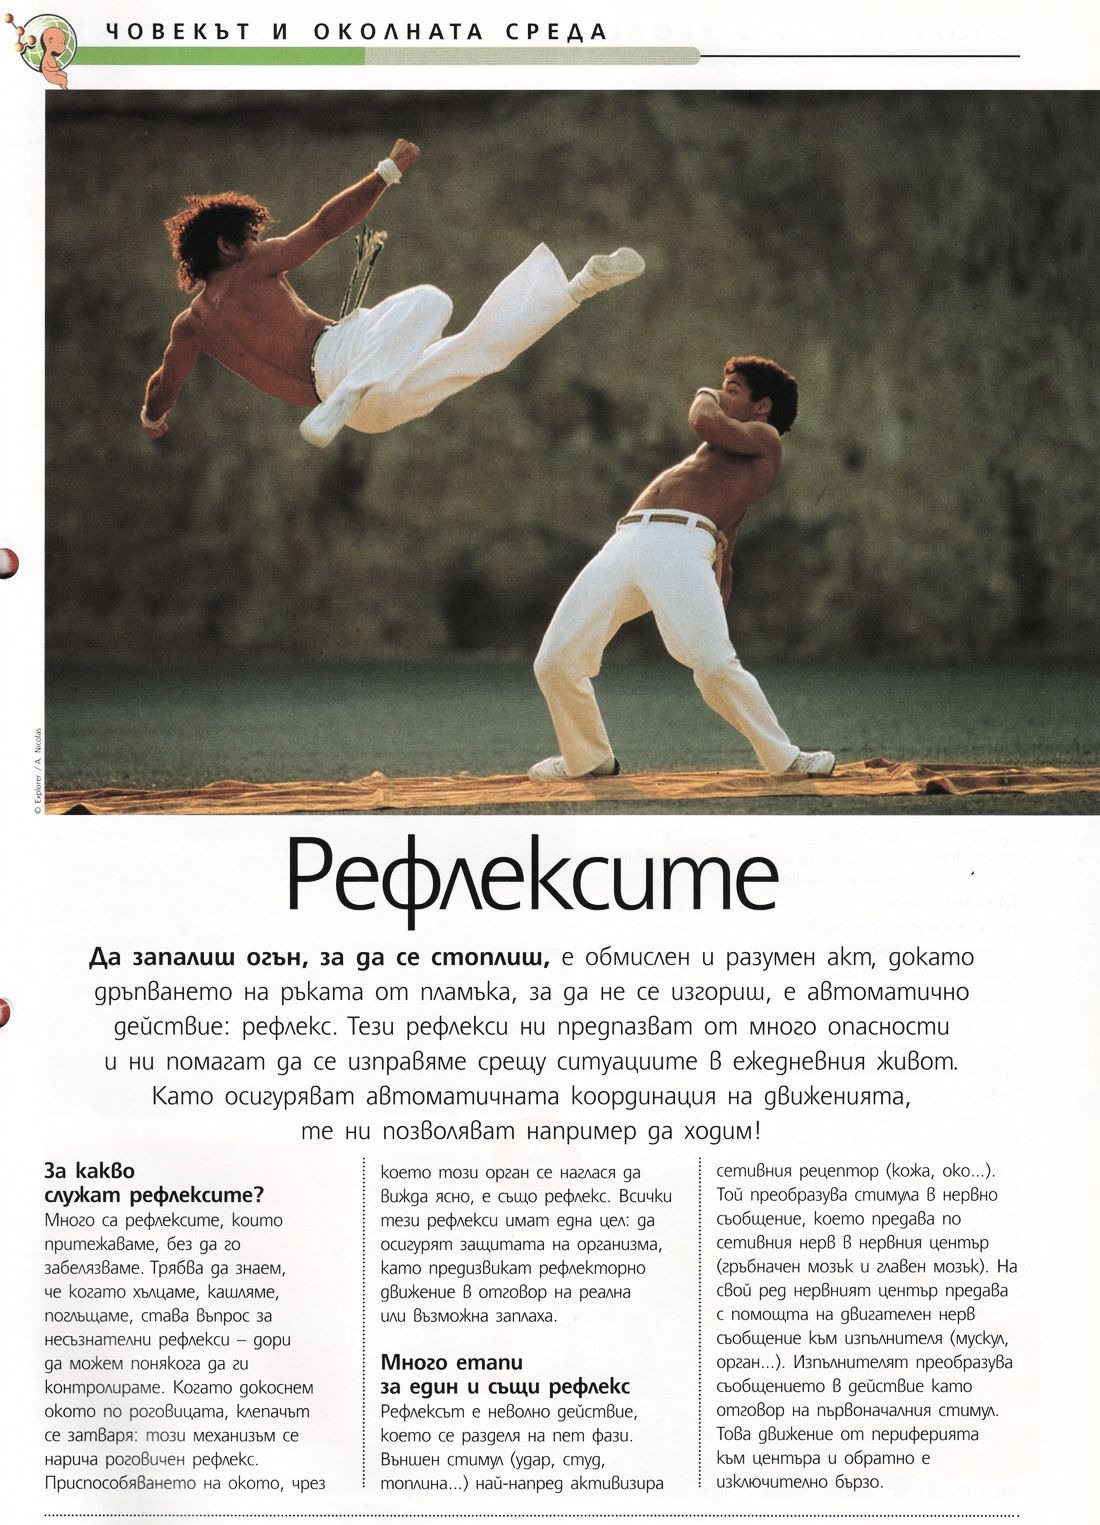 ЧОВЕКЪТ И ОКОЛНАТА СРЕДА
© Explorer / A. Nicolas
Рефлексите
Да запалиш огън, за да се стоплиш, е обмислен и разумен акт, докато
дръпването на ръката от пламъка, за да не се изгориш, е автоматично
действие: рефлекс. Тези рефлекси ни предпазват от много опасности
и ни помагат да се изправяме срещу ситуациите в ежедневния живот.
Като осигуряват автоматичната координация на движенията,
те ни позволяват например да ходим!
За какво
служат рефлексите?
Много са рефлексите, които
притежаваме, без да го
забелязваме. Трябва да знаем,
че когато хълцаме, кашляме,
поглъщаме, става въпрос за
несъзнателни рефлекси – дори
да можем понякога да ги
контролираме. Когато докоснем
окото по роговицата, клепачът
се затваря: този механизъм се
нарича роговичен рефлекс.
Приспособяването на окото, чрез
което този орган се наглася да
вижда ясно, е също рефлекс. Всички
тези рефлекси имат една цел: да
осигурят защитата на организма,
като предизвикат рефлекторно
движение в отговор на реална
или възможна заплаха.
Много етапи
за един и същи рефлекс
Рефлексът е неволно действие,
което се разделя на пет фази.
Външен стимул (удар, студ,
топлина...) най-напред активизира
сетивния рецептор (кожа, око...).
Той преобразува стимула в нервно
съобщение, което предава по
сетивния нерв в нервния център
(гръбначен мозък и главен мозък). На
свой ред нервният център предава
с помощта на двигателен нерв
съобщение към изпълнителя (мускул,
орган...). Изпълнителят преобразува
съобщението в действие като
отговор на първоначалния стимул.
Това движение от периферията
към центъра и обратно е
изключително бързо.